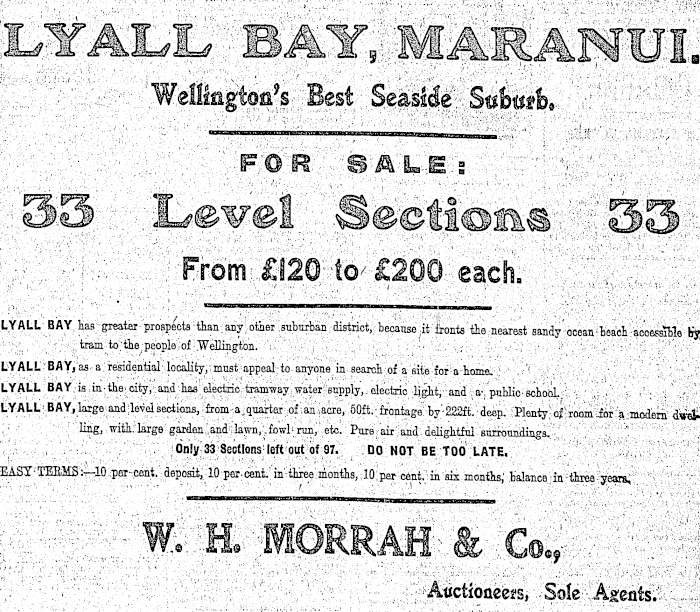 LYALL BAY, MARANUI.
Wellington's Best Seaside Suburb.
FOR SALE:
33 Level Sections 33
From £120 to £200 each.
LYALL BAY has greater prospects than any other suburban district, because it fronts the nearest sandy ocean beach accessible by
tram to the people of Wellington.
LYALL BAY, as a residential locality, must appeal to anyone in search of a site for a home.
LYALL BAY is in the city, and has electric tramway water supply, electric light, and a public school.
LYALL BAY, large and level sections, from a quarter of an acre, 50ft. frontage by 222ft. deep. Plenty of room for a modern dwel-
ling, with large garden and lawn, fowl run, etc. Pure air and delightful surroundings.
Only 33 Sections left out of 97. DO NOT BE TOO LATE.
EASY TERMS:—10 per cent. deposit, 10 per cent. in three months, 10 per cent. in six months, balance in three years.
W. H. MORRAH & Co.,
Auctioneers, Sole Agents.